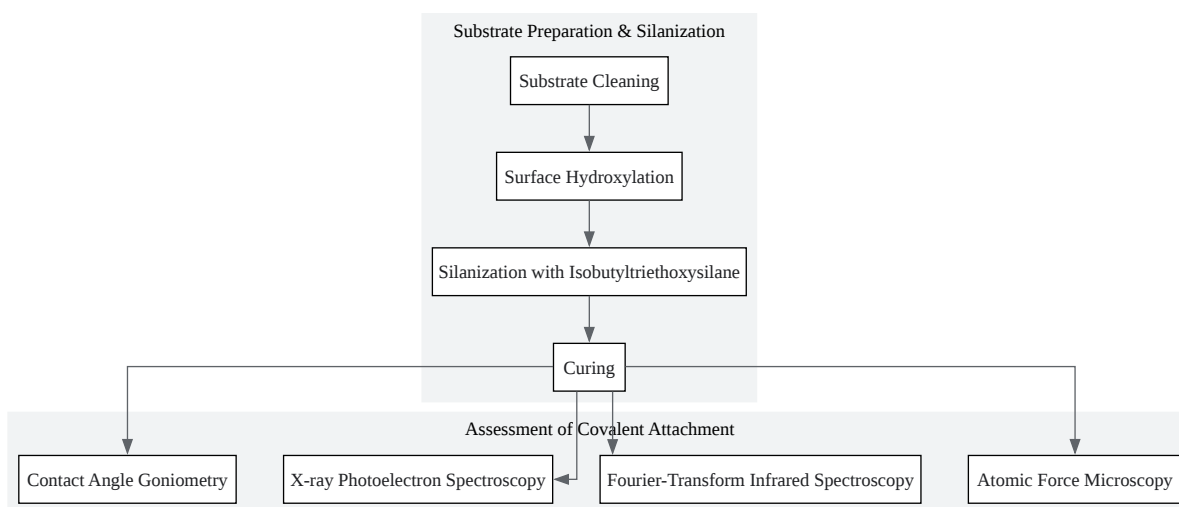 Substrate Preparation & Silanization
Substrate Cleaning
Surface Hydroxylation
Silanization with Isobutyltriethoxysilane
Curing
Assessment of Covalent Attachment
Contact Angle Goniometry
X-ray Photoelectron Spectroscopy
Fourier-Transform Infrared Spectroscopy
Atomic Force Microscopy